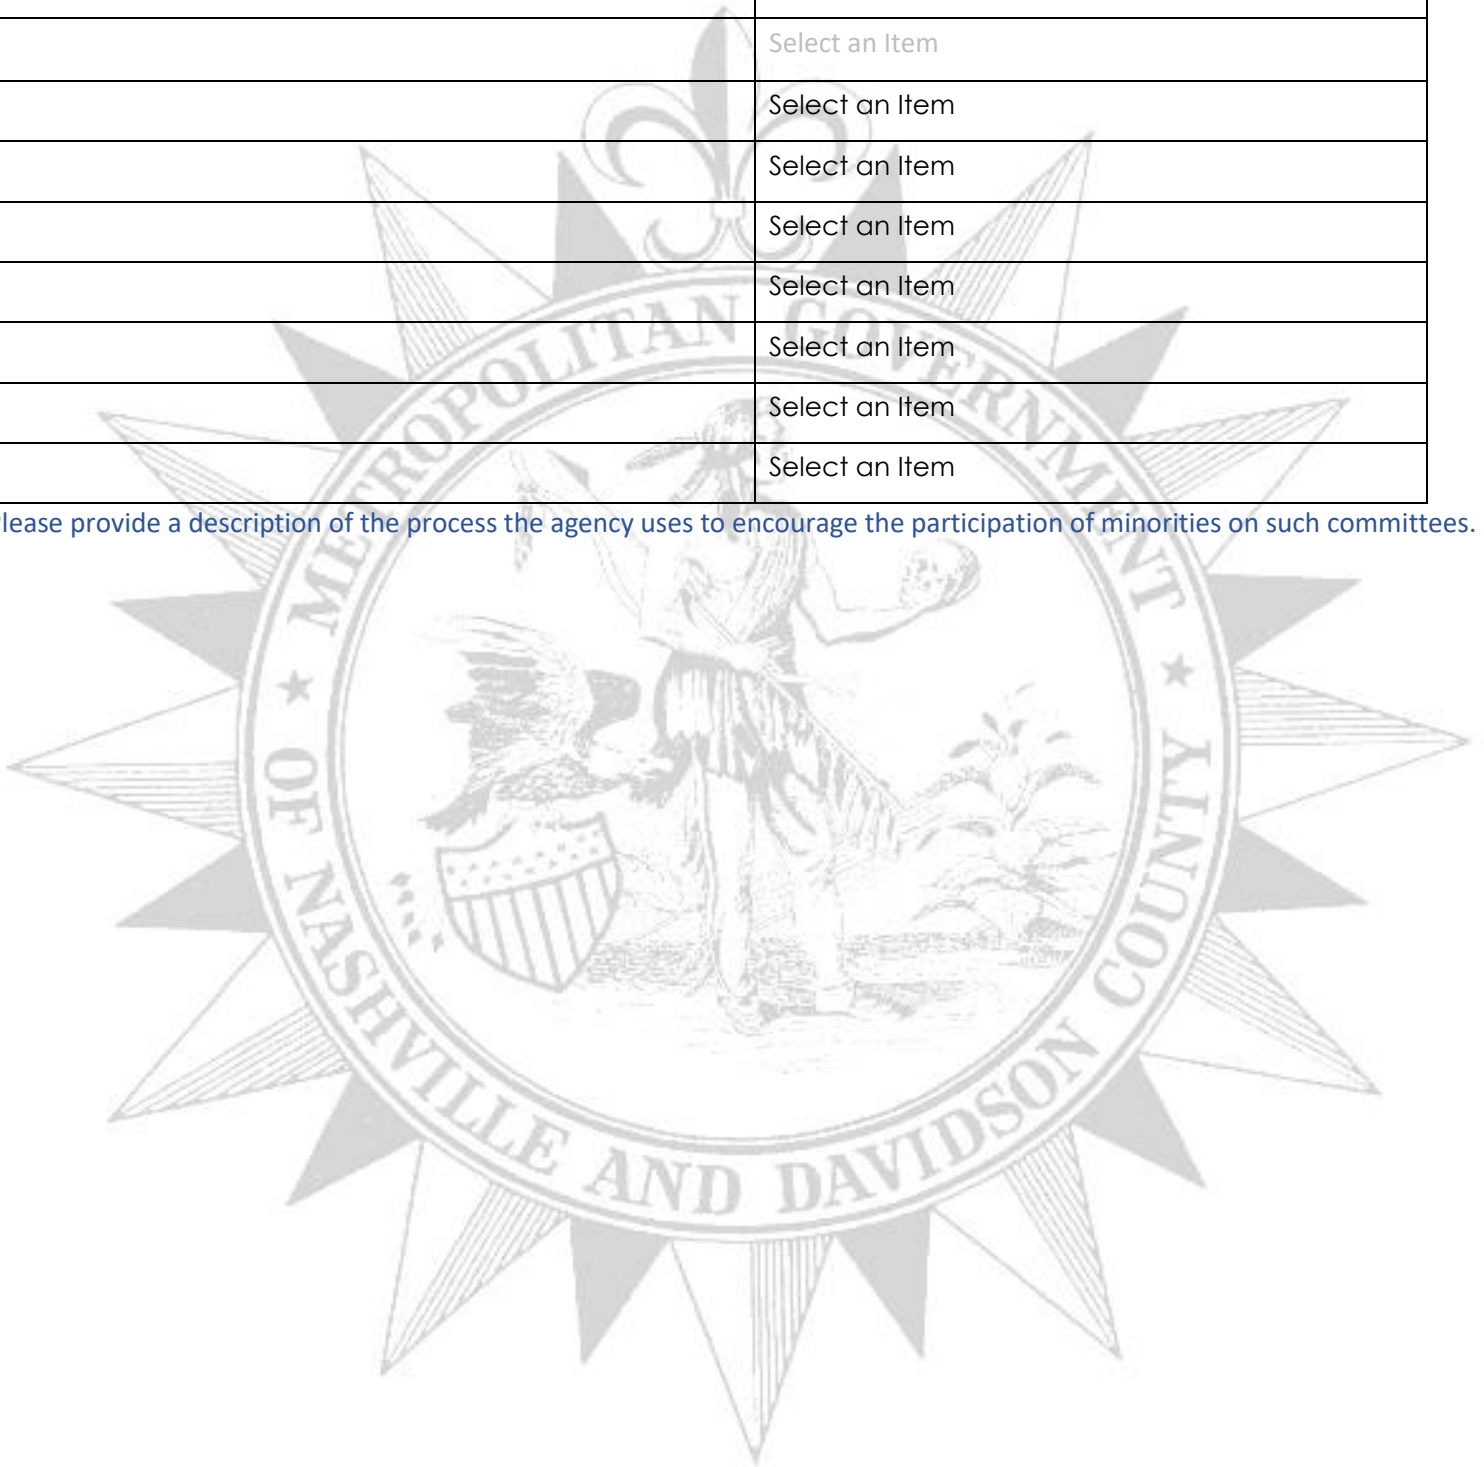 Select an Item
Select an Item
Select an Item
Select an Item
Select an Item
Select an Item
Select an Item
Select an Item
lease provide a description of the process the agency uses to encourage the participation of minorities on such committees.
METROPOLITAN GOVERNMENT
OF NASHVILLE AND DAVIDSON COUNTY